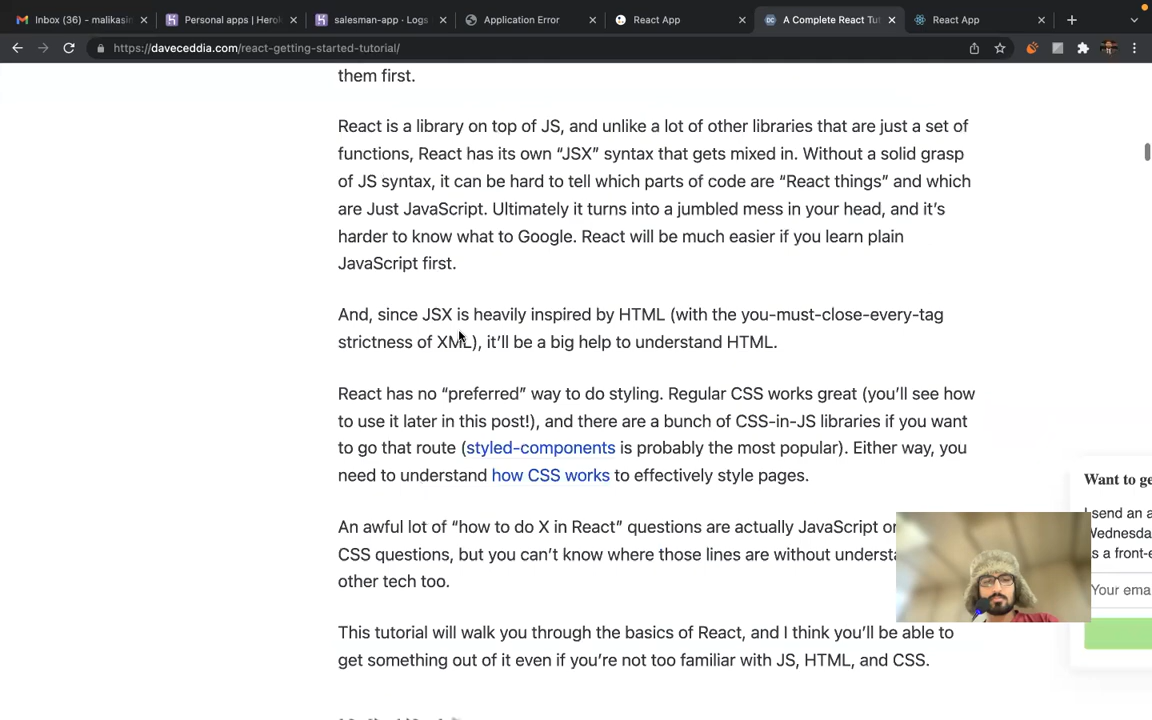 Inbox (36) - malikasin
Personal apps | Herol
salesman-app · Logs
Application Error
React App
A Complete React Tut
React App
https://daveceddia.com/react-getting-started-tutorial/
them first.
React is a library on top of JS, and unlike a lot of other libraries that are just a set of
functions, React has its own “JSX” syntax that gets mixed in. Without a solid grasp
of JS syntax, it can be hard to tell which parts of code are “React things” and which
are Just JavaScript. Ultimately it turns into a jumbled mess in your head, and it’s
harder to know what to Google. React will be much easier if you learn plain
JavaScript first.
And, since JSX is heavily inspired by HTML (with the you-must-close-every-tag
strictness of XML), it’ll be a big help to understand HTML.
React has no “preferred” way to do styling. Regular CSS works great (you’ll see how
to use it later in this post!), and there are a bunch of CSS-in-JS libraries if you want
to go that route (styled-components is probably the most popular). Either way, you
need to understand how CSS works to effectively style pages.
An awful lot of “how to do X in React” questions are actually JavaScript or
CSS questions, but you can’t know where those lines are without understa
other tech too.
This tutorial will walk you through the basics of React, and I think you’ll be able to
get something out of it even if you’re not too familiar with JS, HTML, and CSS.
Want to ge
I send an a
Wednesda
s a front-e
Your ema